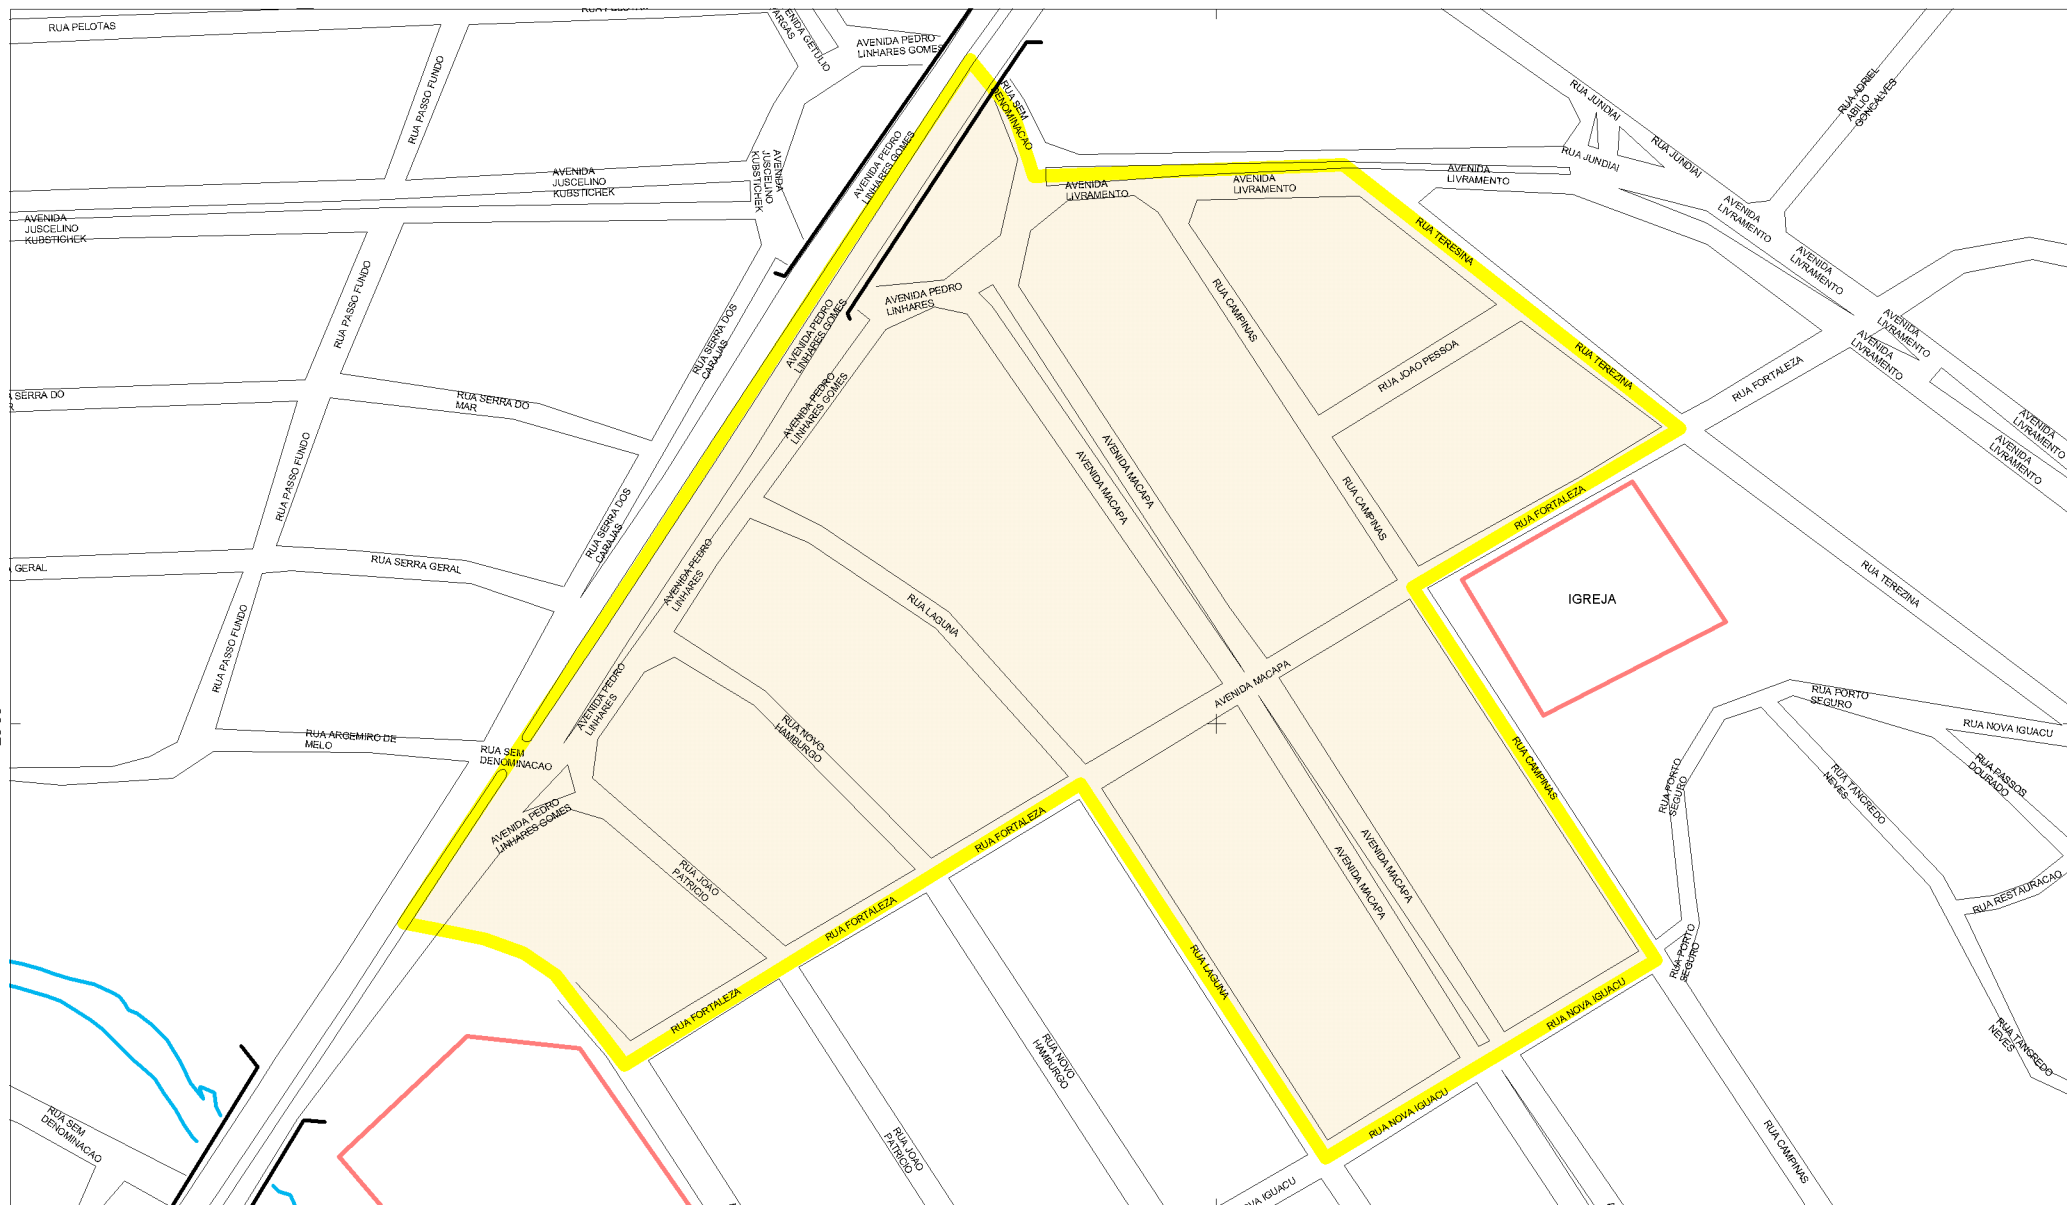 RUA PELOTAS
RUA PELOTAS
AVENIDA GETULIO
VARGAS
AVENIDA PEDRO
LINHARES GOMES
RUA PASSO FUNDO
AVENIDA
JUSCELINO
KUBSTICHEK
AVENIDA
JUSCELINO
KUBSTICHEK
AVENIDA
JUSCELINO
KUBSTICHEK
AVENIDA PEDRO
LINHARES GOMES
RUA SEM
DENOMINACAO
AVENIDA
LIVRAMENTO
AVENIDA
LIVRAMENTO
AVENIDA
LIVRAMENTO
RUA JUNDIAI
RUA JUNDIAI
RUA JUNDIAI
RUA ADRIEL
ABILIO
GONCALVES
AVENIDA
LIVRAMENTO
AVENIDA
LIVRAMENTO
AVENIDA
LIVRAMENTO
AVENIDA
LIVRAMENTO
AVENIDA
LIVRAMENTO
AVENIDA
LIVRAMENTO
RUA TERESINA
RUA TEREZINA
RUA FORTALEZA
RUA CAMPINAS
RUA JOAO PESSOA
AVENIDA PEDRO
LINHARES
AVENIDA PEDRO
LINHARES GOMES
AVENIDA PEDRO
LINHARES GOMES
RUA PASSO FUNDO
RUA SERRA DOS
CARAJAS
A SERRA DO
R
RUA SERRA DO
MAR
RUA PASSO FUNDO
RUA SERRA DOS
CARAJAS
GERAL
RUA SERRA GERAL
RUA PASSO FUNDO
AVENIDA MACAPA
AVENIDA MACAPA
RUA CAMPINAS
RUA FORTALEZA
IGREJA
RUA TEREZINA
AVENIDA PEDRO
LINHARES
RUA LAGUNA
AVENIDA PEDRO
LINHARES
AVENIDA MACAPA
RUA NOVO
HAMBURGO
RUA ARGEMIRO DE
MELO
RUA SEM
DENOMINACAO
AVENIDA PEDRO
LINHARES GOMES
RUA CAMPINAS
RUA PORTO
SEGURO
RUA NOVA IGUACU
RUA PORTO
SEGURO
RUA TANCREDO
NEVES
RUA PASSOS
DOURADO
RUA RESTAURACAO
RUA JOAO
PATRICIO
RUA FORTALEZA
RUA FORTALEZA
RUA FORTALEZA
AVENIDA MACAPA
AVENIDA MACAPA
RUA LAGUNA
RUA NOVA IGUACU
RUA NOVA IGUACU
RUA PORTO
SEGURO
RUA TANCREDO
NEVES
RUA NOVO
HAMBURGO
RUA JOAO
PATRICIO
RUA CAMPINAS
RUA SEM
DENOMINACAO
VA IGUACU